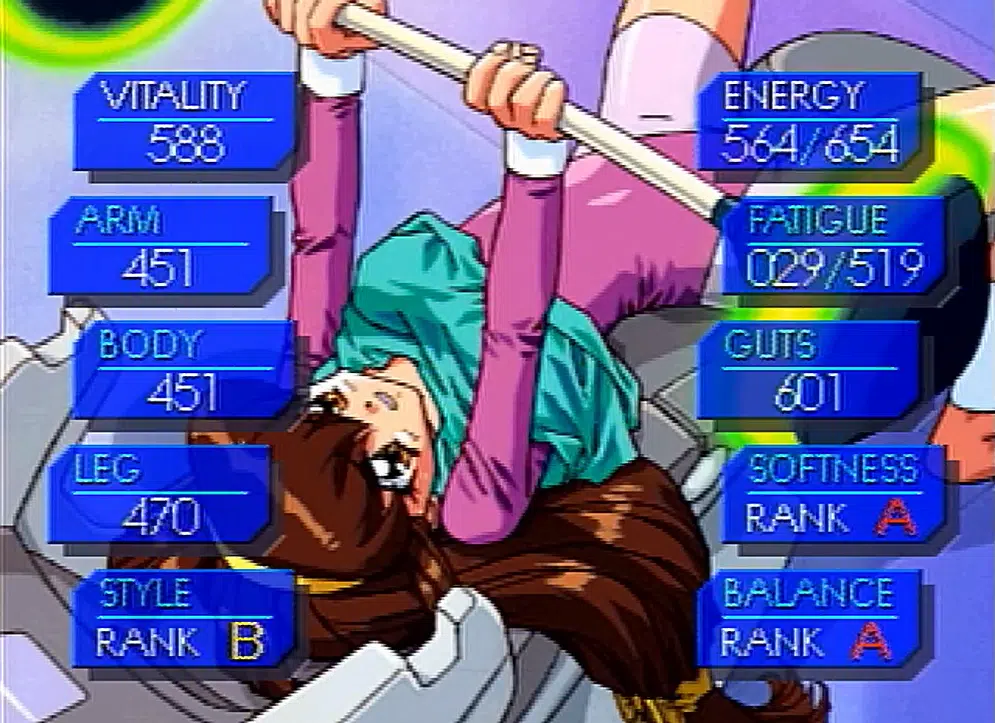 VITALITY
588
ENERGY
564/654
ARM
451
FATIGUE
029/519
BODY
451
GUTS
601
LEG
470
SOFTNESS
RANK A
STYLE
RANK B
BALANCE
RANK A